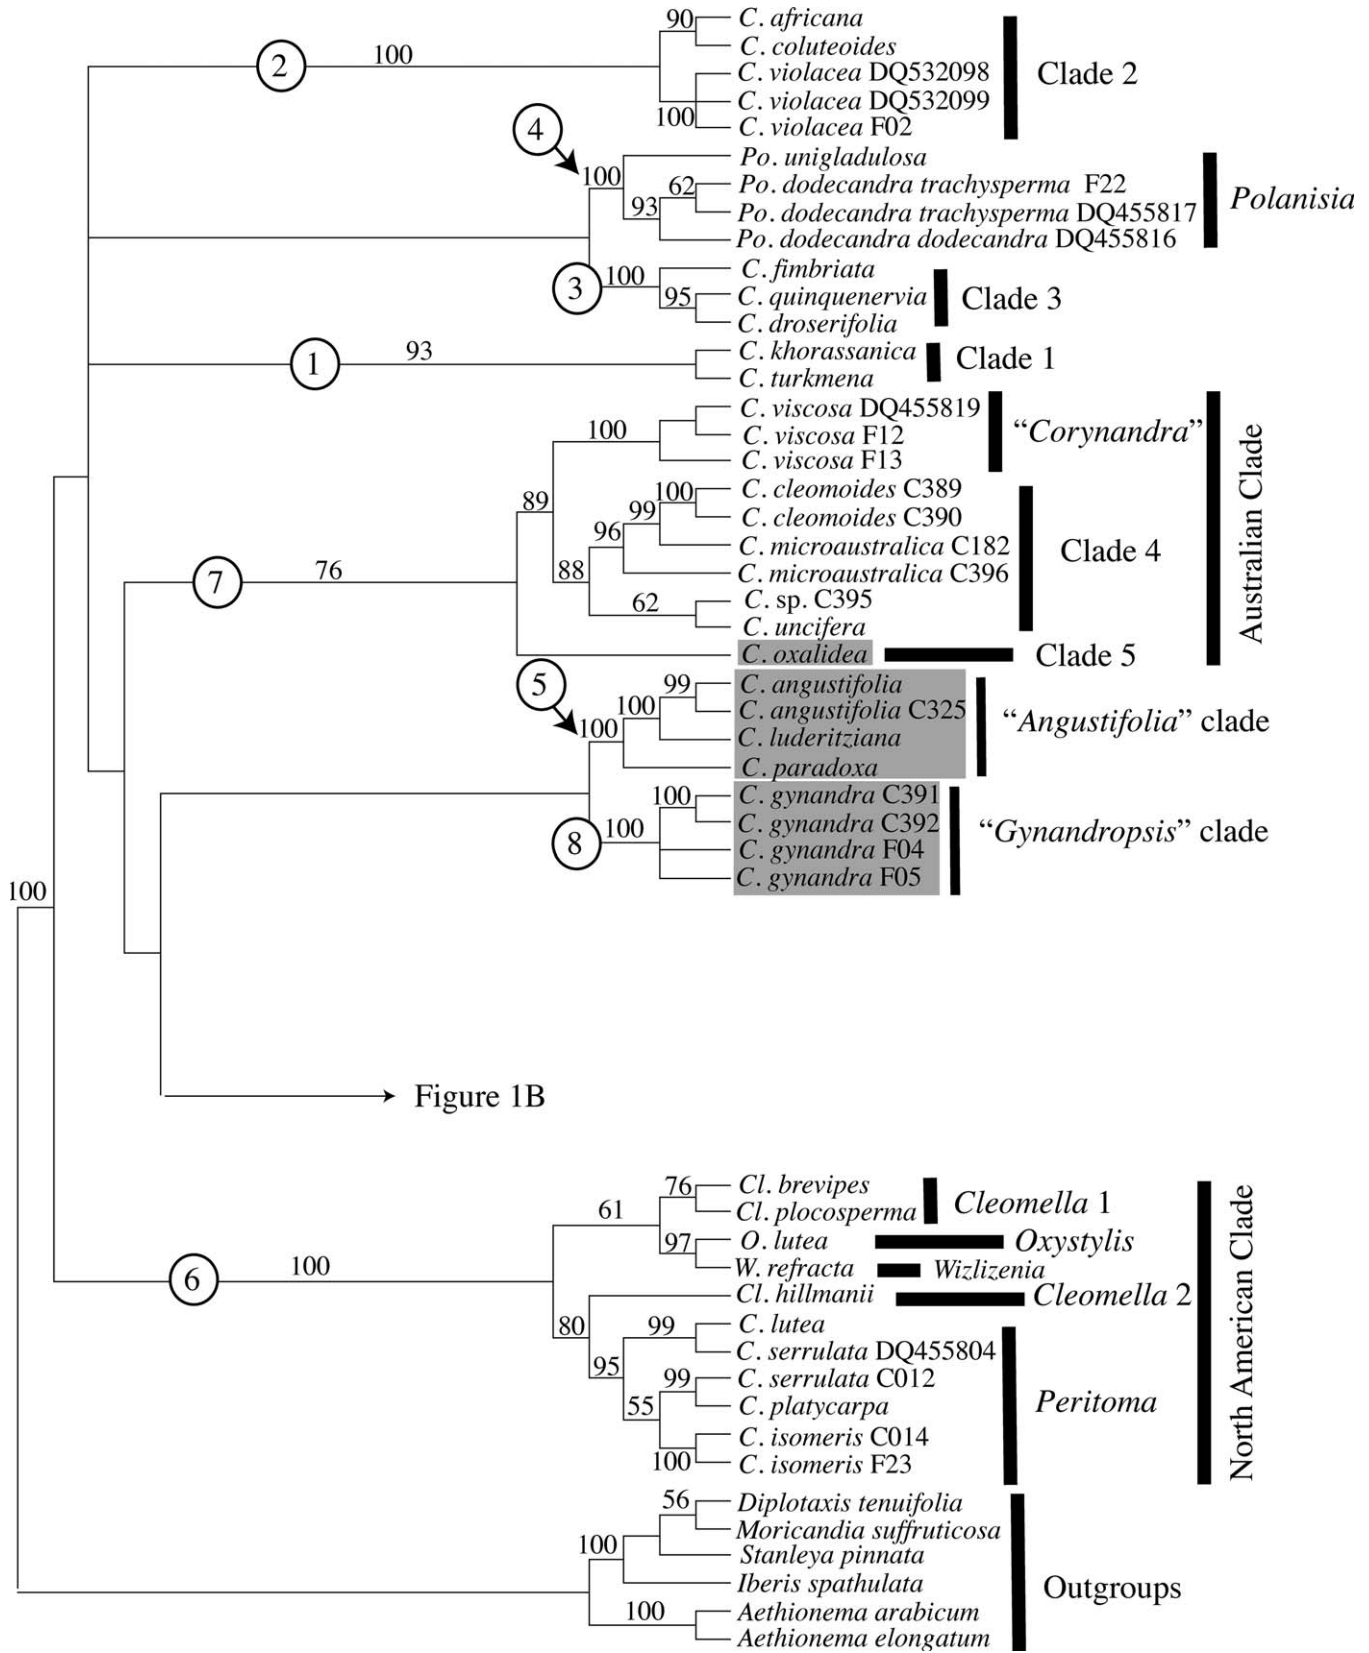 90
C. africana
C. coluteoides
2
100
C. violacea DQ532098
Clade 2
C. violacea DQ532099
100
C. violacea F02
4
Po. unigladulosa
100
62
Po. dodecandra trachysperma F22
Polanisia
93
Po. dodecandra trachysperma DQ455817
Po. dodecandra dodecandra DQ455816
C. fimbriata
3
100
95
C. quinquenervia
Clade 3
C. droserifolia
1
93
C. khorassanica
Clade 1
C. turkmena
C. viscosa DQ455819
100
C. viscosa F12
“Corynandra”
C. viscosa F13
Australian Clade
89
100
C. cleomoides C389
99
C. cleomoides C390
96
C. microaustralica C182
Clade 4
7
76
88
C. microaustralica C396
62
C. sp. C395
C. uncifera
C. oxalidea
Clade 5
5
99
C. angustifolia
100
C. angustifolia C325
“Angustifolia” clade
100
C. luderitziana
C. paradoxa
100
C. gynandra C391
8
100
C. gynandra C392
“Gynandropsis” clade
C. gynandra F04
C. gynandra F05
100
Figure 1B
76
Cl. brevipes
Cleomella 1
61
Cl. plocosperma
97
O. lutea
Oxystylis
6
100
W. refracta
Wizlizenia
Cl. hillmanii
Cleomella 2
North American Clade
80
99
C. lutea
C. serrulata DQ455804
95
99
C. serrulata C012
Peritoma
55
C. platycarpa
C. isomeris C014
100
C. isomeris F23
56
Diplotaxis tenuifolia
Moricandia suffruticosa
100
Stanleya pinnata
Iberis spathulata
Outgroups
100
Aethionema arabicum
Aethionema elongatum